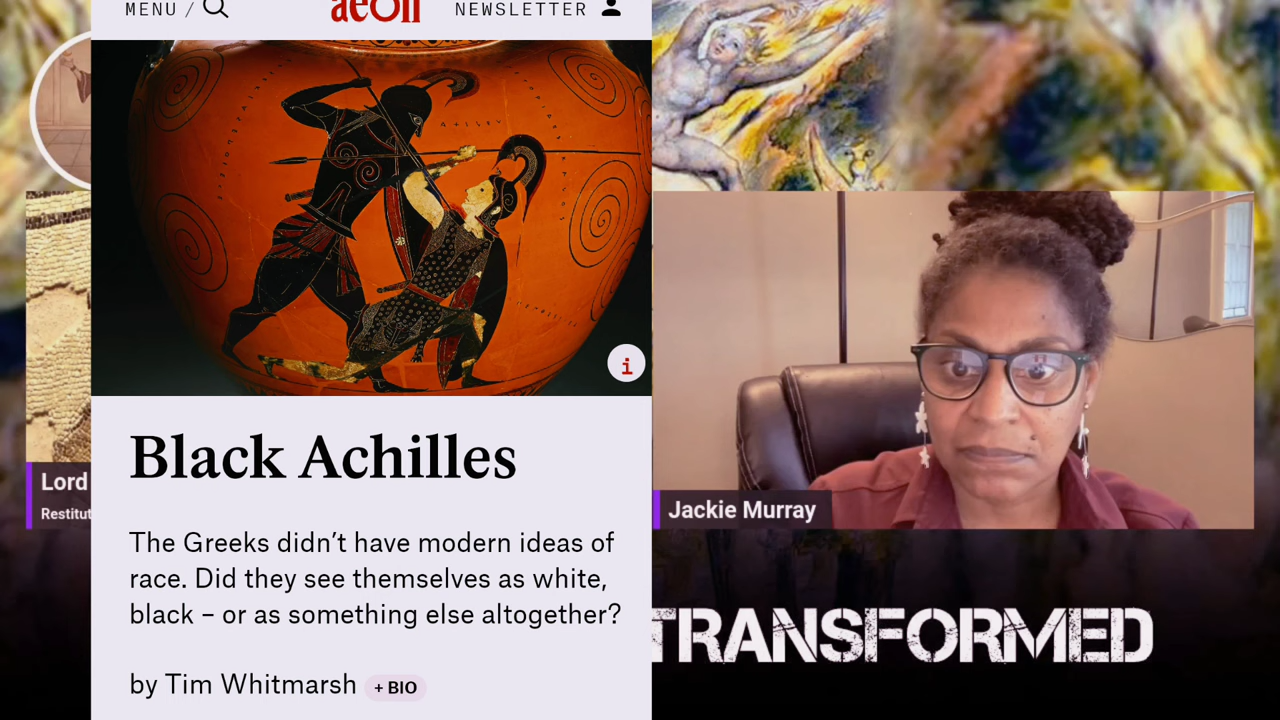 MENU /
aeon
NEWSLETTER
i
Black Achilles
The Greeks didn't have modern ideas of
race. Did they see themselves as white,
black – or as something else altogether?
by Tim Whitmarsh + BIO
Lord
Restitut
Jackie Murray
TRANSFORMED